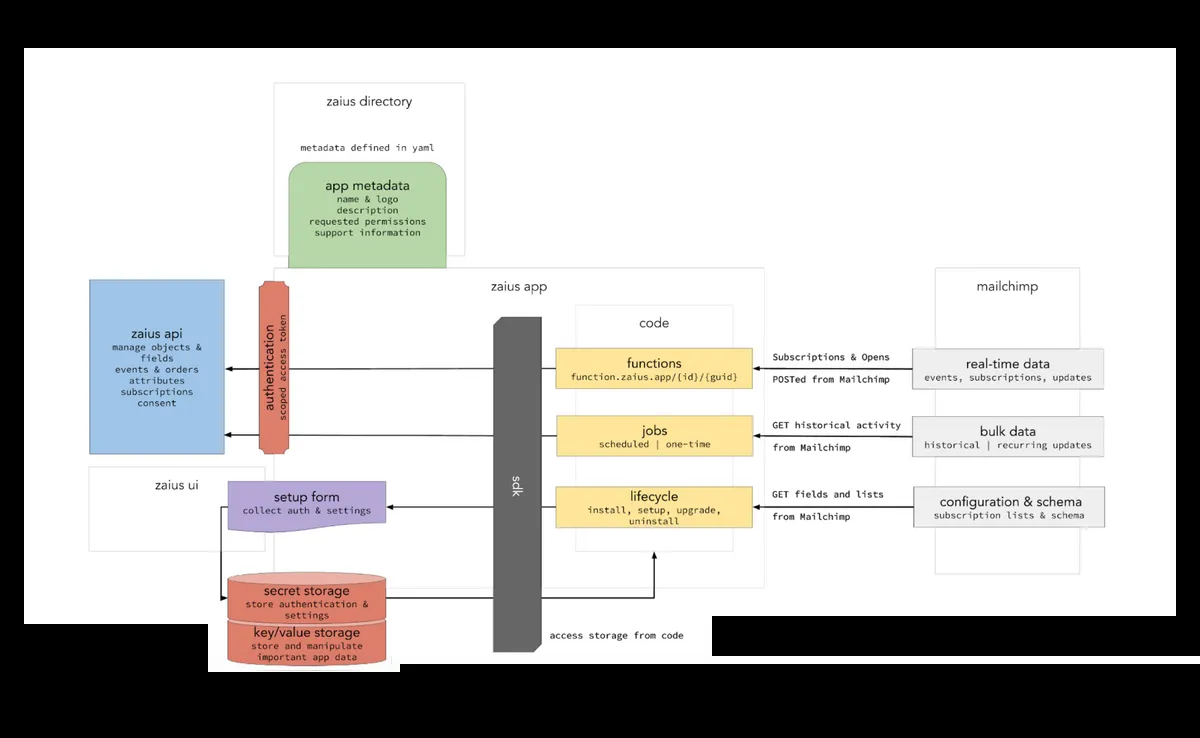 zaius directory
metadata defined in yaml
app metadata
name & logo
description
requested permissions
support information
zaius app
mailchimp
zaius api
manage objects &
fields
events & orders
attributes
subscriptions
consent
authentication
scoped access token
sdk
code
functions
function.zaius.app/{id}/{guid}
Subscriptions & Opens
POSTed from Mailchimp
real-time data
events, subscriptions, updates
jobs
scheduled | one-time
GET historical activity
from Mailchimp
bulk data
historical | recurring updates
zaius ui
setup form
collect auth & settings
lifecycle
install, setup, upgrade,
uninstall
GET fields and lists
from Mailchimp
configuration & schema
subscription lists & schema
secret storage
store authentication &
settings
key/value storage
store and manipulate
important app data
access storage from code